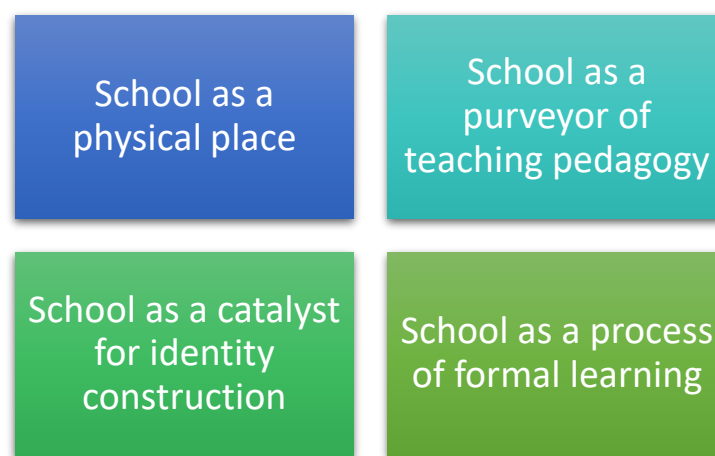 School as a
physical place
School as a
purveyor of
teaching pedagogy
School as a catalyst
for identity
construction
School as a process
of formal learning